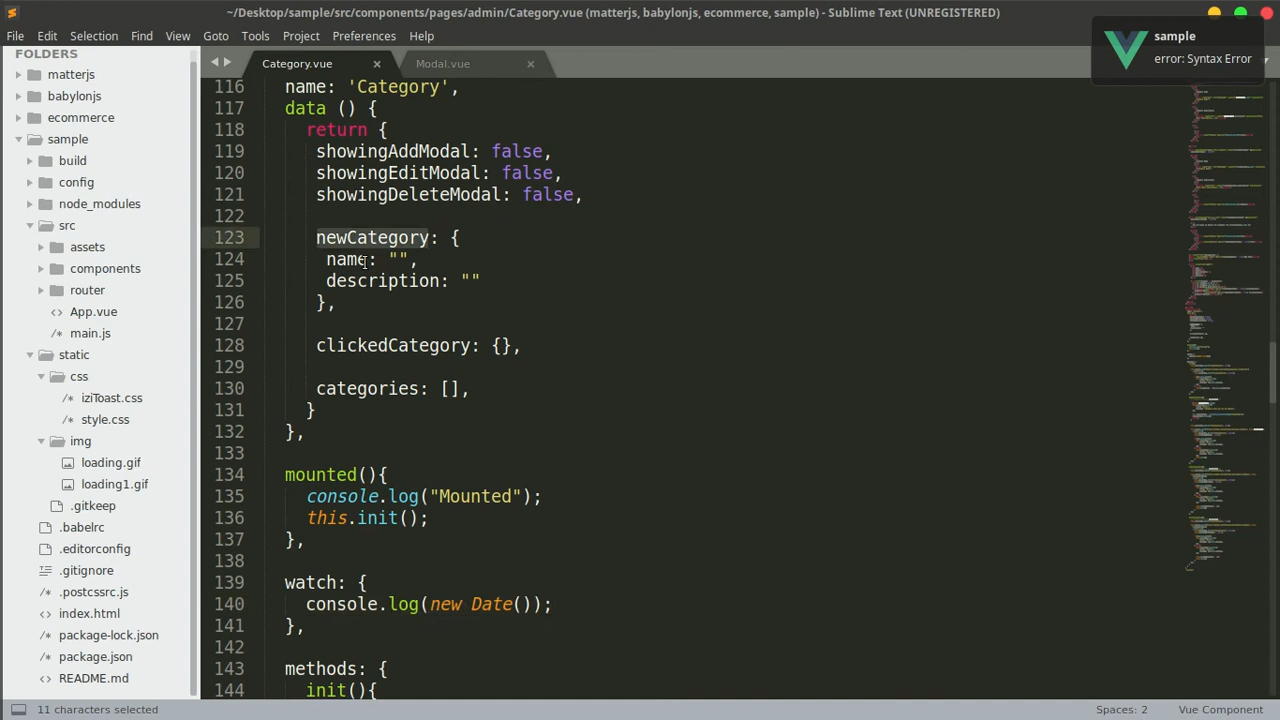 ~/Desktop/sample/src/components/pages/admin/Category.vue (matterjs, babylonjs, ecommerce, sample) - Sublime Text (UNREGISTERED)
File Edit Selection Find View Goto Tools Project Preferences Help
sample
error: Syntax Error
FOLDERS
matterjs
babylonjs
ecommerce
sample
build
config
node_modules
src
assets
components
router
App.vue
main.js
static
css
iziToast.css
style.css
img
loading.gif
loading1.gif
.gitkeep
.babelrc
.editorconfig
.gitignore
.postcssrc.js
index.html
package-lock.json
package.json
README.md
Category.vue × Modal.vue ×
116 name: 'Category',
117 data () {
118 return {
119 showingAddModal: false,
120 showingEditModal: false,
121 showingDeleteModal: false,
122
123 newCategory: {
124 name: "",
125 description: ""
126 },
127
128 clickedCategory: {},
129
130 categories: [],
131 }
132 },
133
134 mounted(){
135 console.log("Mounted");
136 this.init();
137 },
138
139 watch: {
140 console.log(new Date());
141 },
142
143 methods: {
144 init(){
11 characters selected Spaces: 2 Vue Component